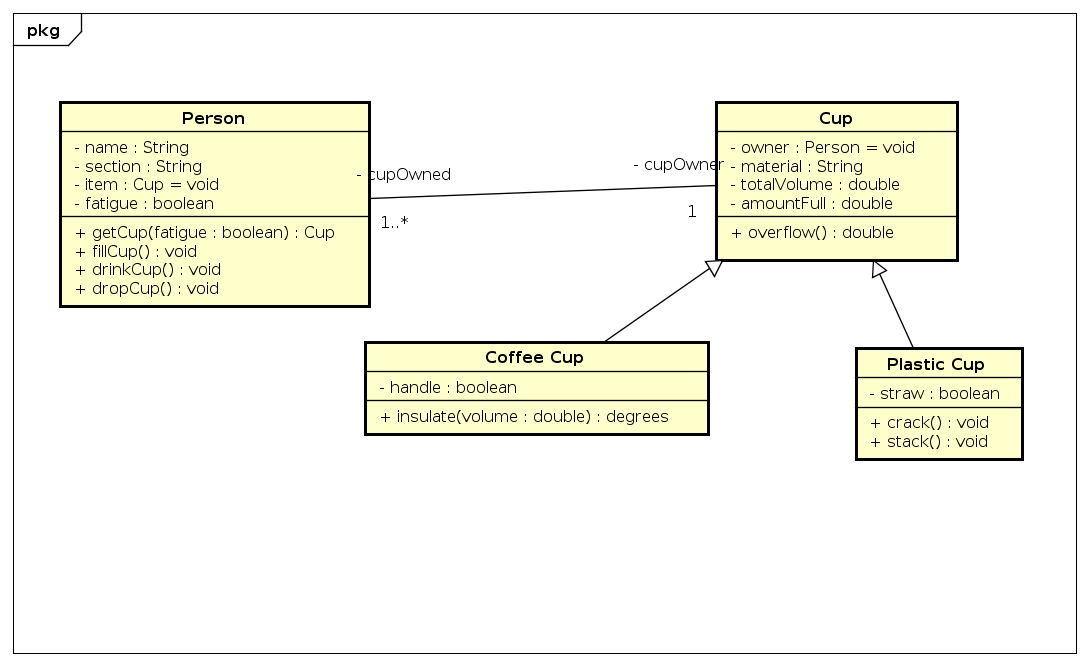 pkg
Person
- name : String
- section : String
- item : Cup = void
- fatigue : boolean
+ getCup(fatigue : boolean) : Cup
+ fillCup() : void
+ drinkCup() : void
+ dropCup() : void
- cupOwned
1..*
- cupOwner
1
Cup
- owner : Person = void
- material : String
- totalVolume : double
- amountFull : double
+ overflow() : double
Coffee Cup
- handle : boolean
+ insulate(volume : double) : degrees
Plastic Cup
- straw : boolean
+ crack() : void
+ stack() : void